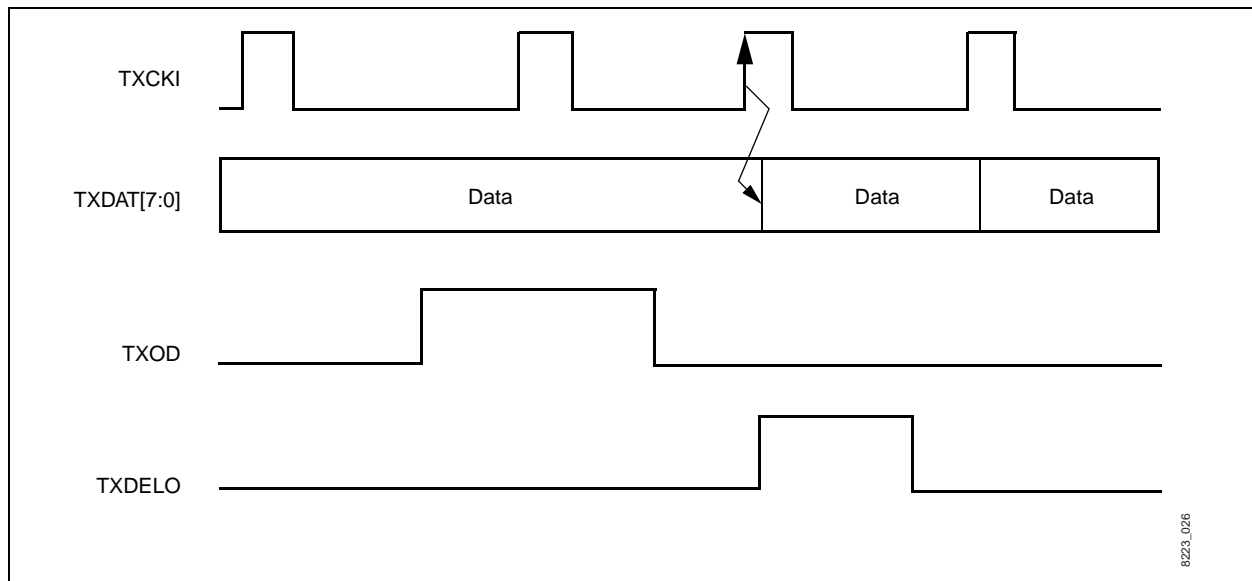 TXCKI
TXDAT[7:0]
Data
Data
Data
TXOD
TXDELO
8223_026